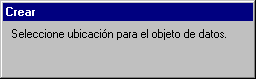 Crear
Seleccione ubicación para el objeto de datos.